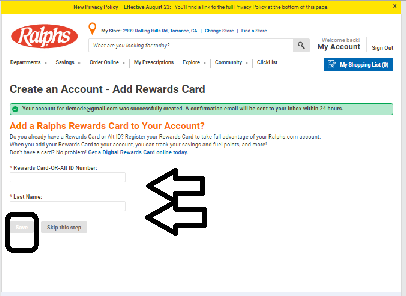 New Privacy Policy - Effective August 23: You'll find a link to the full Privacy Policy at the bottom of this page.
Ralphs
My Store:
Rolling Hills Rd, Torrance, CA | Change Store | Find a Store
What are you looking for today?
Welcome back!
My Account
Sign Out
Departments
Savings
Order Online
My Prescriptions
Explore
Community
ClickList
My Shopping List (0)
Create an Account - Add Rewards Card
Your account for @gmail.com was successfully created. A confirmation email will be sent to your inbox within 24 hours.
Add a Ralphs Rewards Card to Your Account?
Do you already have a Rewards Card or Alt ID? Register your Rewards Card to take full advantage of your Ralphs.com account.
When you add your Rewards Card to your account, you can track your savings and fuel points, and more!
Don't have a card? No problem! Get a Digital Rewards Card online today.
* Rewards Card-OR-Alt ID Number:
* Last Name:
Save
Skip this step